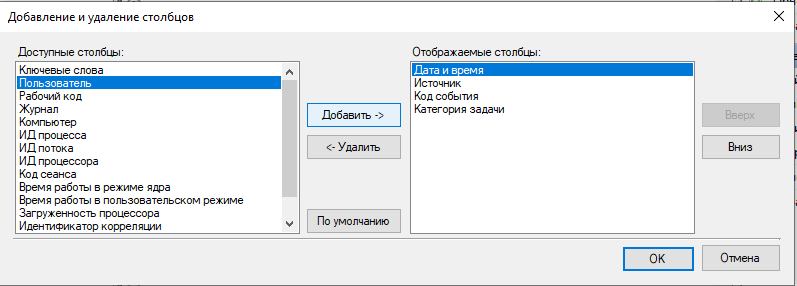 Добавление и удаление столбцов
Доступные столбцы:
Ключевые слова
Пользователь
Рабочий код
Журнал
Компьютер
ИД процесса
ИД потока
ИД процессора
Код сеанса
Время работы в режиме ядра
Время работы в пользовательском режиме
Загруженность процессора
Идентификатор корреляции
Добавить ->
<- Удалить
По умолчанию
Отображаемые столбцы:
Дата и время
Источник
Код события
Категория задачи
Вверх
Вниз
OK
Отмена